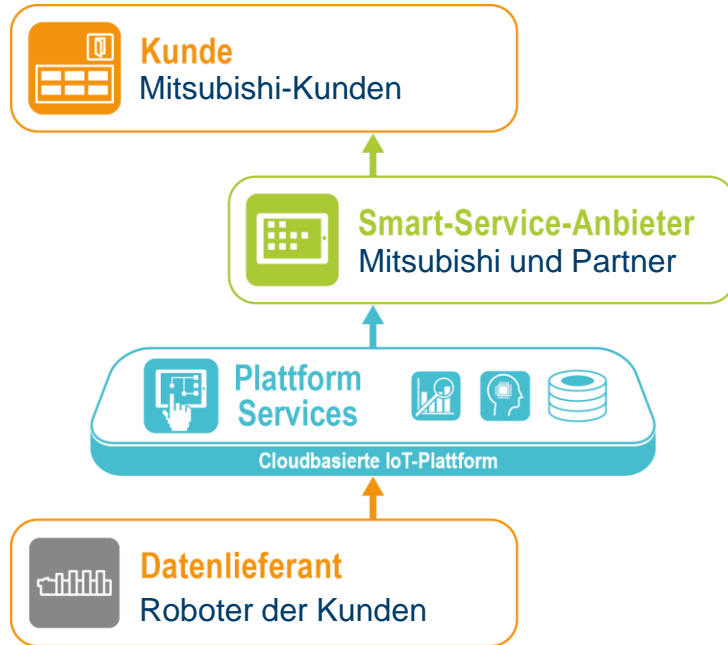 Kunde
Mitsubishi-Kunden
Smart-Service-Anbieter
Mitsubishi und Partner
Plattform
Services
Cloudbasierte IoT-Plattform
Datenlieferant
Roboter der Kunden